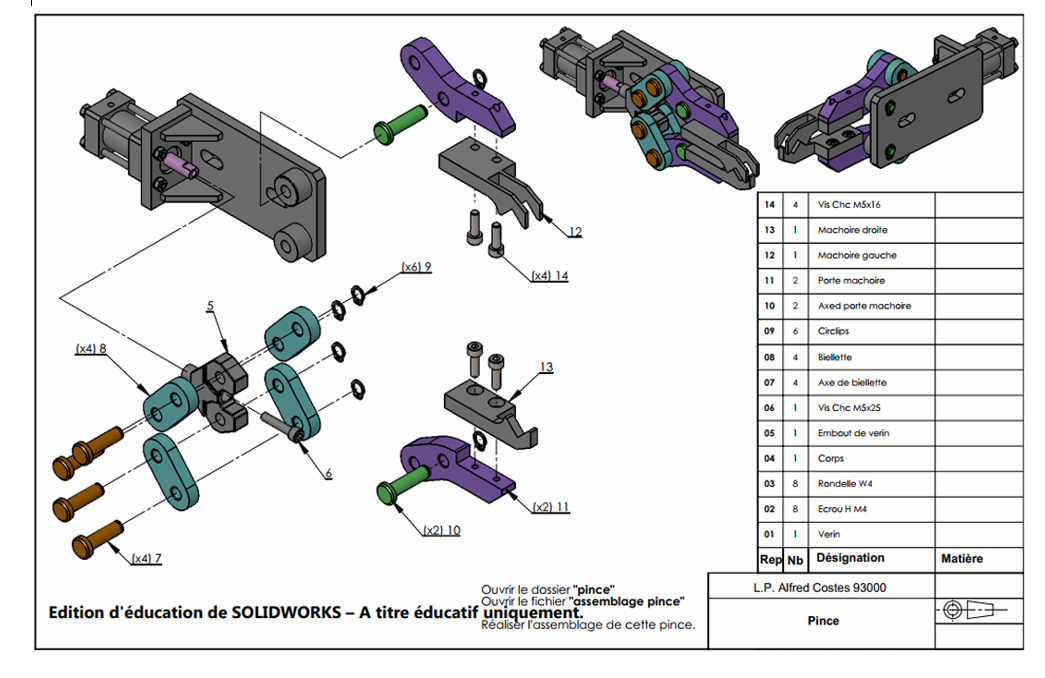 12
(x4) 14
(x6) 9
5
(x4) 8
13
6
(x2) 11
(x2) 10
(x4) 7
14 4 Vis Chc M5x16
13 1 Machoire droite
12 1 Machoire gauche
11 2 Porte machoire
10 2 Axed porte machoire
09 6 Circlips
08 4 Biellette
07 4 Axe de biellette
06 1 Vis Chc M5x25
05 1 Embout de verin
04 1 Corps
03 8 Rondelle W4
02 8 Ecrou H M4
01 1 Verin
Rep Nb Désignation Matière
L.P. Alfred Costes 93000
Pince
Ouvrir le dossier "pince"
Ouvrir le fichier "assemblage pince"
Edition d'éducation de SOLIDWORKS – A titre éducatif uniquement.
Réaliser l'assemblage de cette pince.